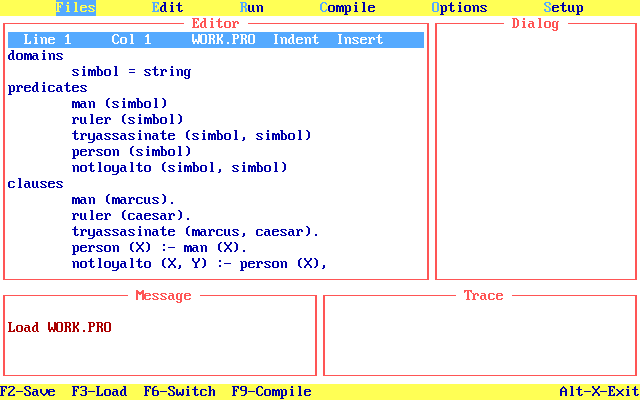 Files Edit Run Compile Options Setup
Editor
Line 1 Col 1 WORK.PRO Indent Insert
domains
simbol = string
predicates
man (simbol)
ruler (simbol)
tryassasinate (simbol, simbol)
person (simbol)
notloyalto (simbol, simbol)
clauses
man (marcus).
ruler (caesar).
tryassasinate (marcus, caesar).
person (X) :- man (X).
notloyalto (X, Y) :- person (X),
Dialog
Message
Load WORK.PRO
Trace
F2-Save F3-Load F6-Switch F9-Compile Alt-X-Exit